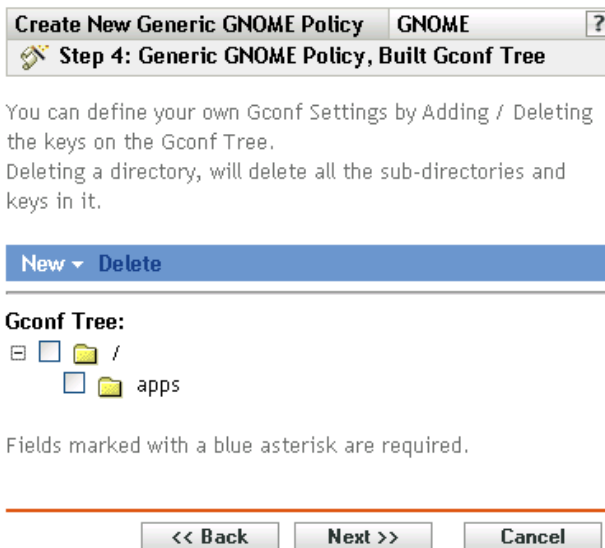 Create New Generic GNOME Policy GNOME ?
Step 4: Generic GNOME Policy, Built Gconf Tree
You can define your own Gconf Settings by Adding / Deleting
the keys on the Gconf Tree.
Deleting a directory, will delete all the sub-directories and
keys in it.
New Delete
Gconf Tree:
/
apps
Fields marked with a blue asterisk are required.
<< Back Next >> Cancel